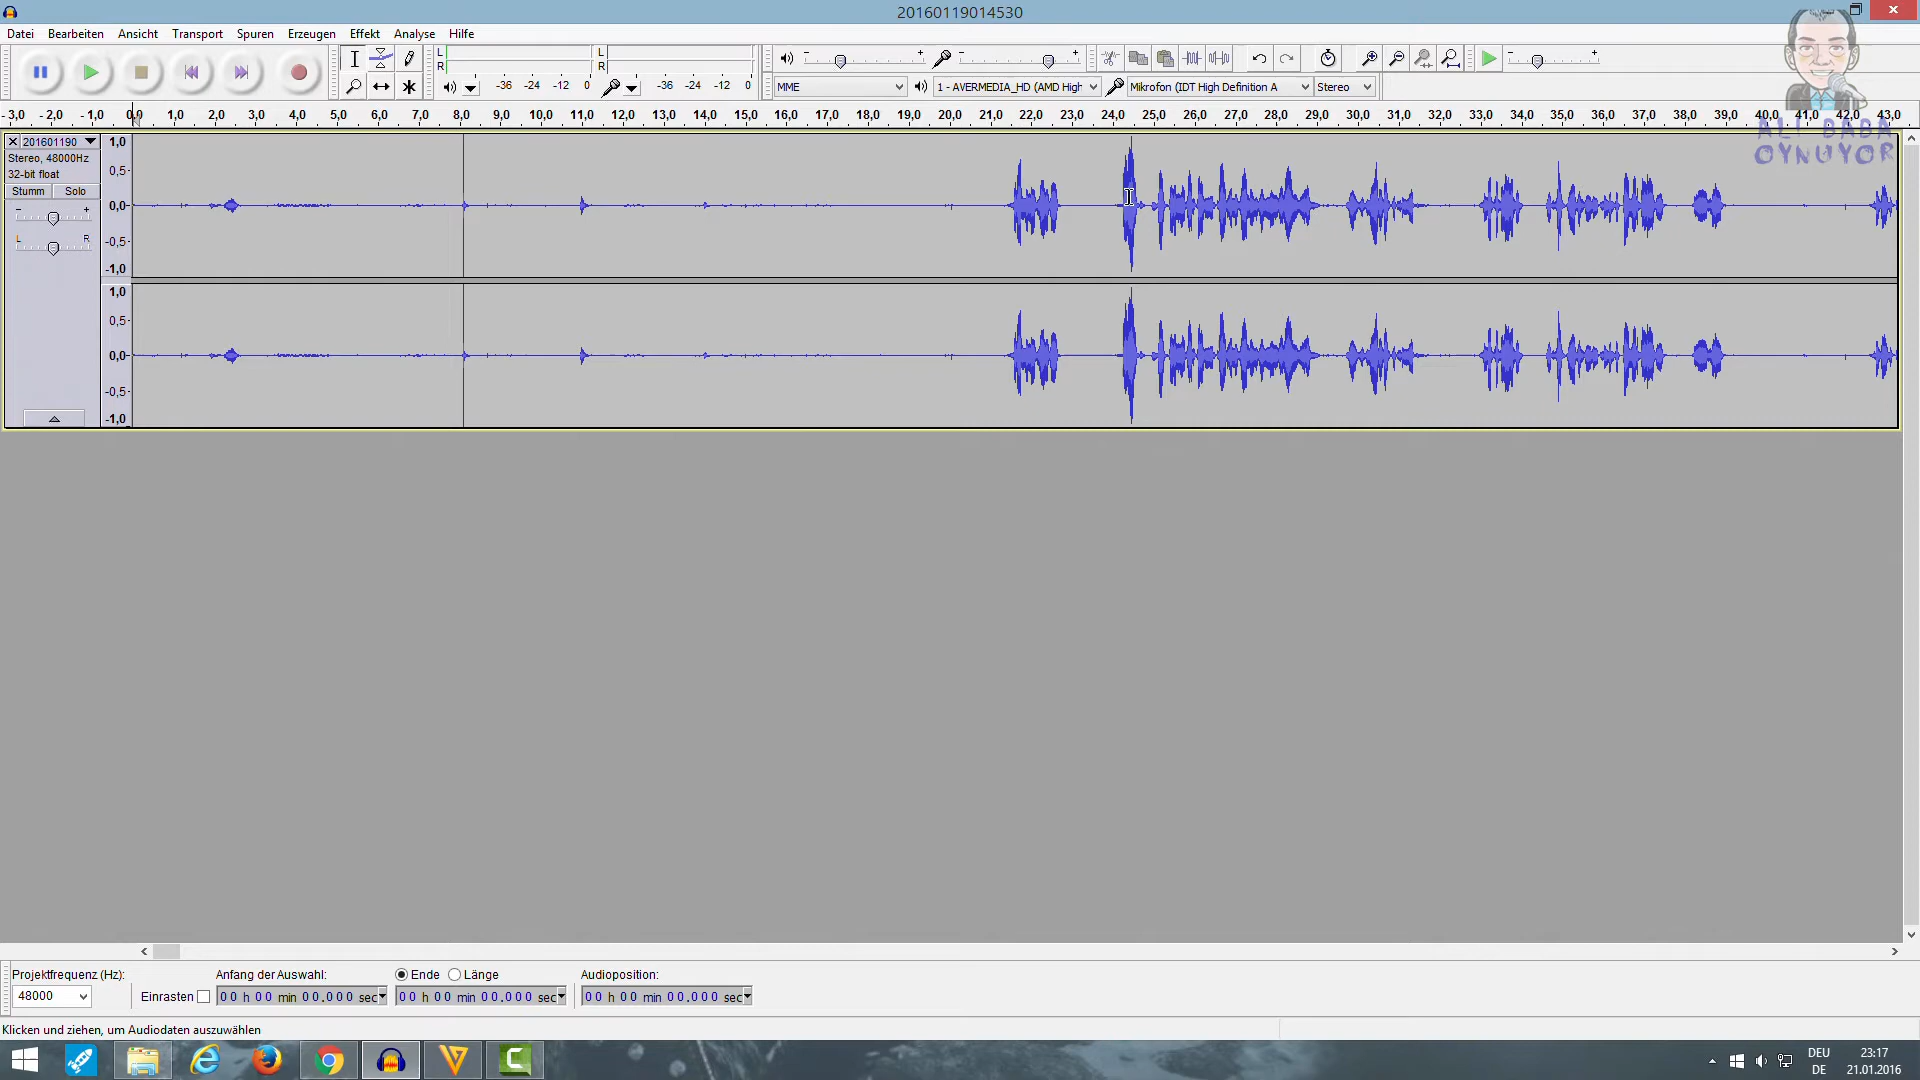 20160119014530
Datei Bearbeiten Ansicht Transport Spuren Erzeugen Effekt Analyse Hilfe
L
R
-36 -24 -12 0
L
R
-36 -24 -12 0
MME
1 - AVERMEDIA_HD (AMD High
Mikrofon (IDT High Definition A
Stereo
- 3,0 - 2,0 - 1,0 0,0 1,0 2,0 3,0 4,0 5,0 6,0 7,0 8,0 9,0 10,0 11,0 12,0 13,0 14,0 15,0 16,0 17,0 18,0 19,0 20,0 21,0 22,0 23,0 24,0 25,0 26,0 27,0 28,0 29,0 30,0 31,0 32,0 33,0 34,0 35,0 36,0 37,0 38,0 39,0 40,0 41,0 42,0 43,0
ALI BABA
OYNUYOR
201601190
Stereo, 48000Hz
32-bit float
Stumm Solo
- +
L R
1,0
0,5-
0,0-
-0,5-
-1,0
1,0
0,5-
0,0-
-0,5-
-1,0
Projektfrequenz (Hz):
48000
Einrasten
Anfang der Auswahl:
00 h 00 min 00.000 sec
Ende Länge
00 h 00 min 00.000 sec
Audioposition:
00 h 00 min 00.000 sec
Klicken und ziehen, um Audiodaten auszuwählen
DEU
DE
23:17
21.01.2016